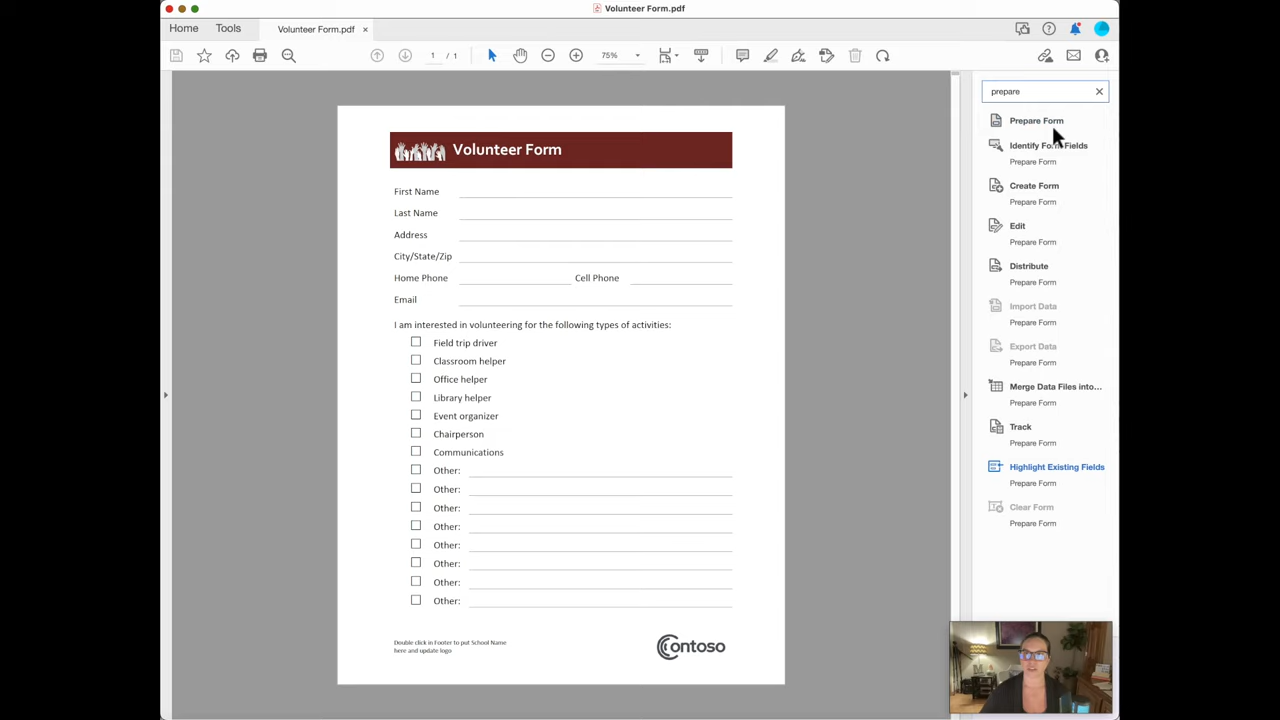 Volunteer Form.pdf
Home
Tools
Volunteer Form.pdf
1 / 1
75%
prepare
Prepare Form
Identify Form Fields
Prepare Form
Create Form
Prepare Form
Edit
Prepare Form
Distribute
Prepare Form
Import Data
Prepare Form
Export Data
Prepare Form
Merge Data Files into...
Prepare Form
Track
Prepare Form
Highlight Existing Fields
Prepare Form
Clear Form
Prepare Form
Volunteer Form
First Name
Last Name
Address
City/State/Zip
Home Phone
Cell Phone
Email
I am interested in volunteering for the following types of activities:
Field trip driver
Classroom helper
Office helper
Library helper
Event organizer
Chairperson
Communications
Other:
Other:
Other:
Other:
Other:
Other:
Other:
Other:
Double click in Footer to put School Name
here and update logo
Contoso